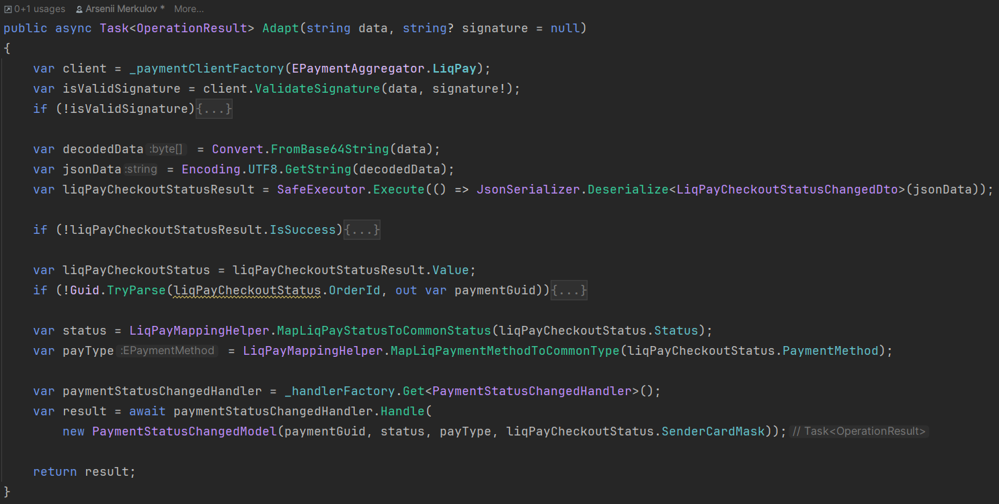 0+1 usages Arsenii Merkulov * More...
public async Task<OperationResult> Adapt(string data, string? signature = null)
{
    var client = _paymentClientFactory(EPaymentAggregator.LiqPay);
    var isValidSignature = client.ValidateSignature(data, signature!);
    if (!isValidSignature){...}

    var decodedData :byte[] = Convert.FromBase64String(data);
    var jsonData :string = Encoding.UTF8.GetString(decodedData);
    var liqPayCheckoutStatusResult = SafeExecutor.Execute(() => JsonSerializer.Deserialize<LiqPayCheckoutStatusChangedDto>(jsonData));

    if (!liqPayCheckoutStatusResult.IsSuccess){...}

    var liqPayCheckoutStatus = liqPayCheckoutStatusResult.Value;
    if (!Guid.TryParse(liqPayCheckoutStatus.OrderId, out var paymentGuid)){...}

    var status = LiqPayMappingHelper.MapLiqPayStatusToCommonStatus(liqPayCheckoutStatus.Status);
    var payType :EPaymentMethod = LiqPayMappingHelper.MapLiqPaymentMethodToCommonType(liqPayCheckoutStatus.PaymentMethod);

    var paymentStatusChangedHandler = _handlerFactory.Get<PaymentStatusChangedHandler>();
    var result = await paymentStatusChangedHandler.Handle(
        new PaymentStatusChangedModel(paymentGuid, status, payType, liqPayCheckoutStatus.SenderCardMask)); // Task<OperationResult>

    return result;
}